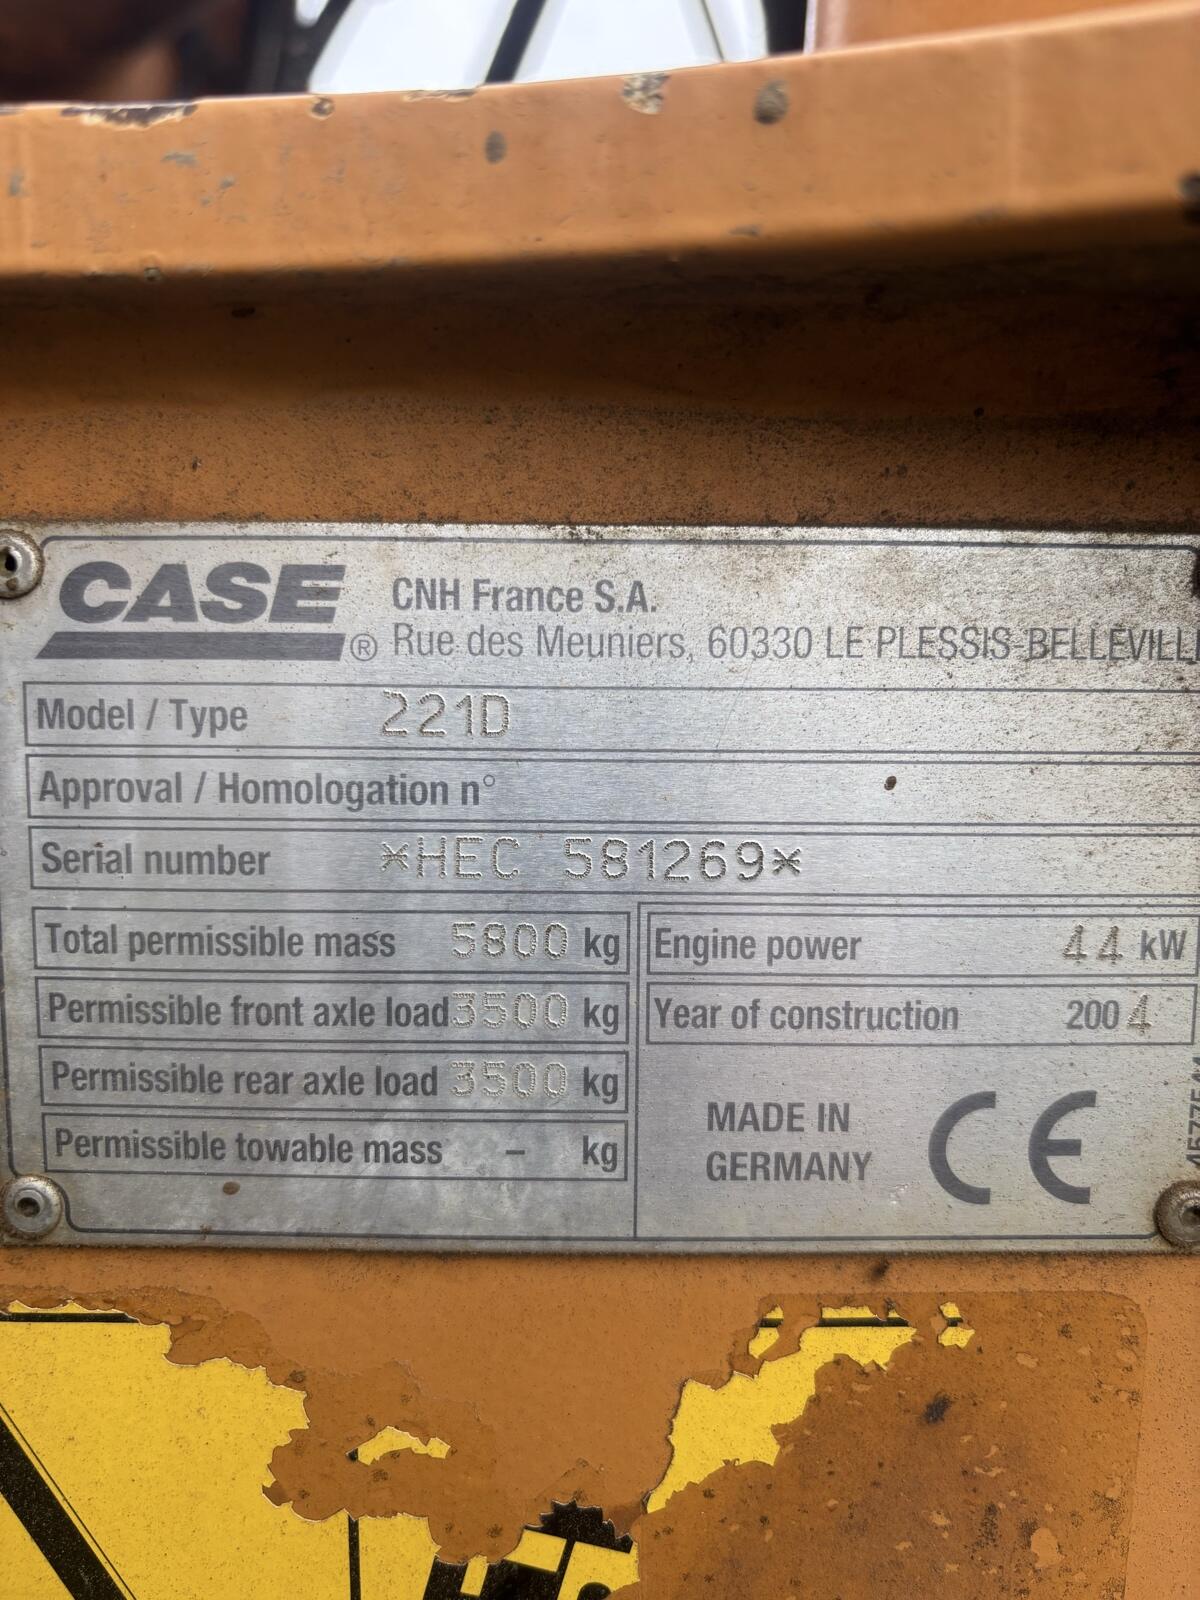 CASE® CNH France S.A.
Rue des Meuniers, 60330 LE PLESSIS-BELLEVILLE
Model / Type 221D
Approval / Homologation n°
Serial number *HEC 581269*
Total permissible mass 5800 kg
Permissible front axle load 3500 kg
Permissible rear axle load 3500 kg
Permissible towable mass – kg
Engine power 44 kW
Year of construction 2004
MADE IN
GERMANY
CE